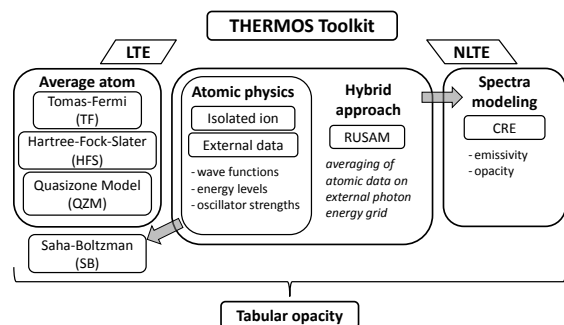 THERMOS Toolkit
LTE
NLTE
Average atom
Tomas-Fermi
(TF)
Hartree-Fock-Slater
(HFS)
Quasizone Model
(QZM)
Saha-Boltzman
(SB)
Atomic physics
Isolated ion
External data
- wave functions
- energy levels
- oscillator strengths
Hybrid
approach
RUSAM
averaging of
atomic data on
external photon
energy grid
Spectra
modeling
CRE
- emissivity
- opacity
Tabular opacity